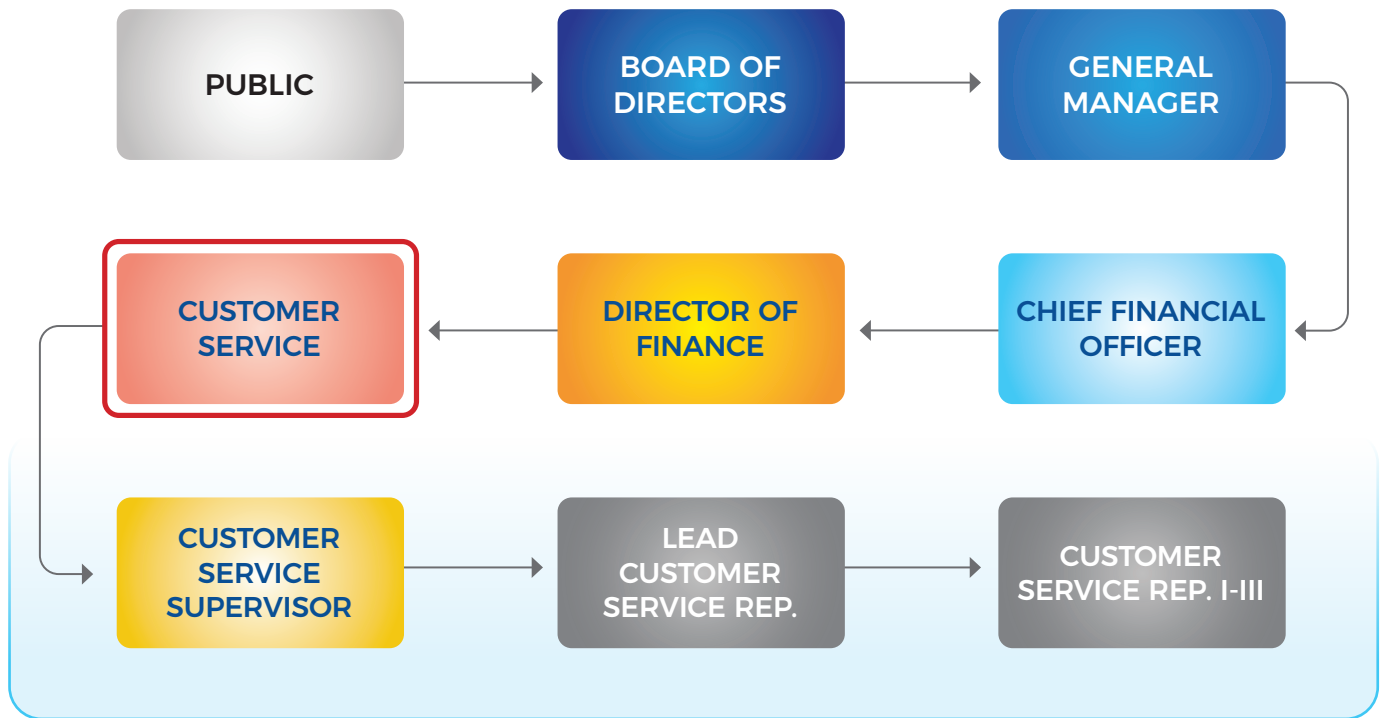 PUBLIC
BOARD OF
DIRECTORS
GENERAL
MANAGER
CUSTOMER
SERVICE
DIRECTOR OF
FINANCE
CHIEF FINANCIAL
OFFICER
CUSTOMER
SERVICE
SUPERVISOR
LEAD
CUSTOMER
SERVICE REP.
CUSTOMER
SERVICE REP. I-III